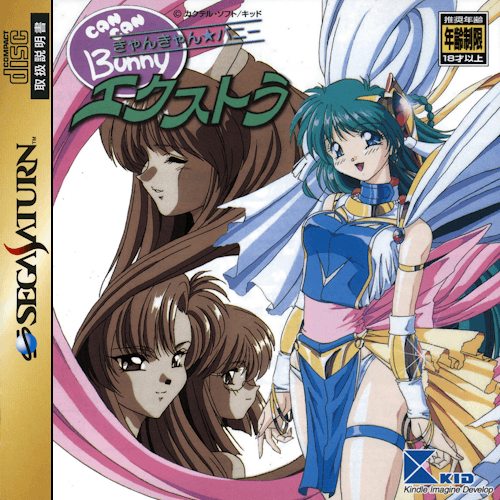 © カクテル・ソフト/キッド
CAN CAN Bunny
きゃんきゃん★バニー
エクストラ
推奨年齢
年齢制限
18才以上
COMPACT disc
取扱説明書
SEGA SATURN™
KID
Kindle Imagine Develop